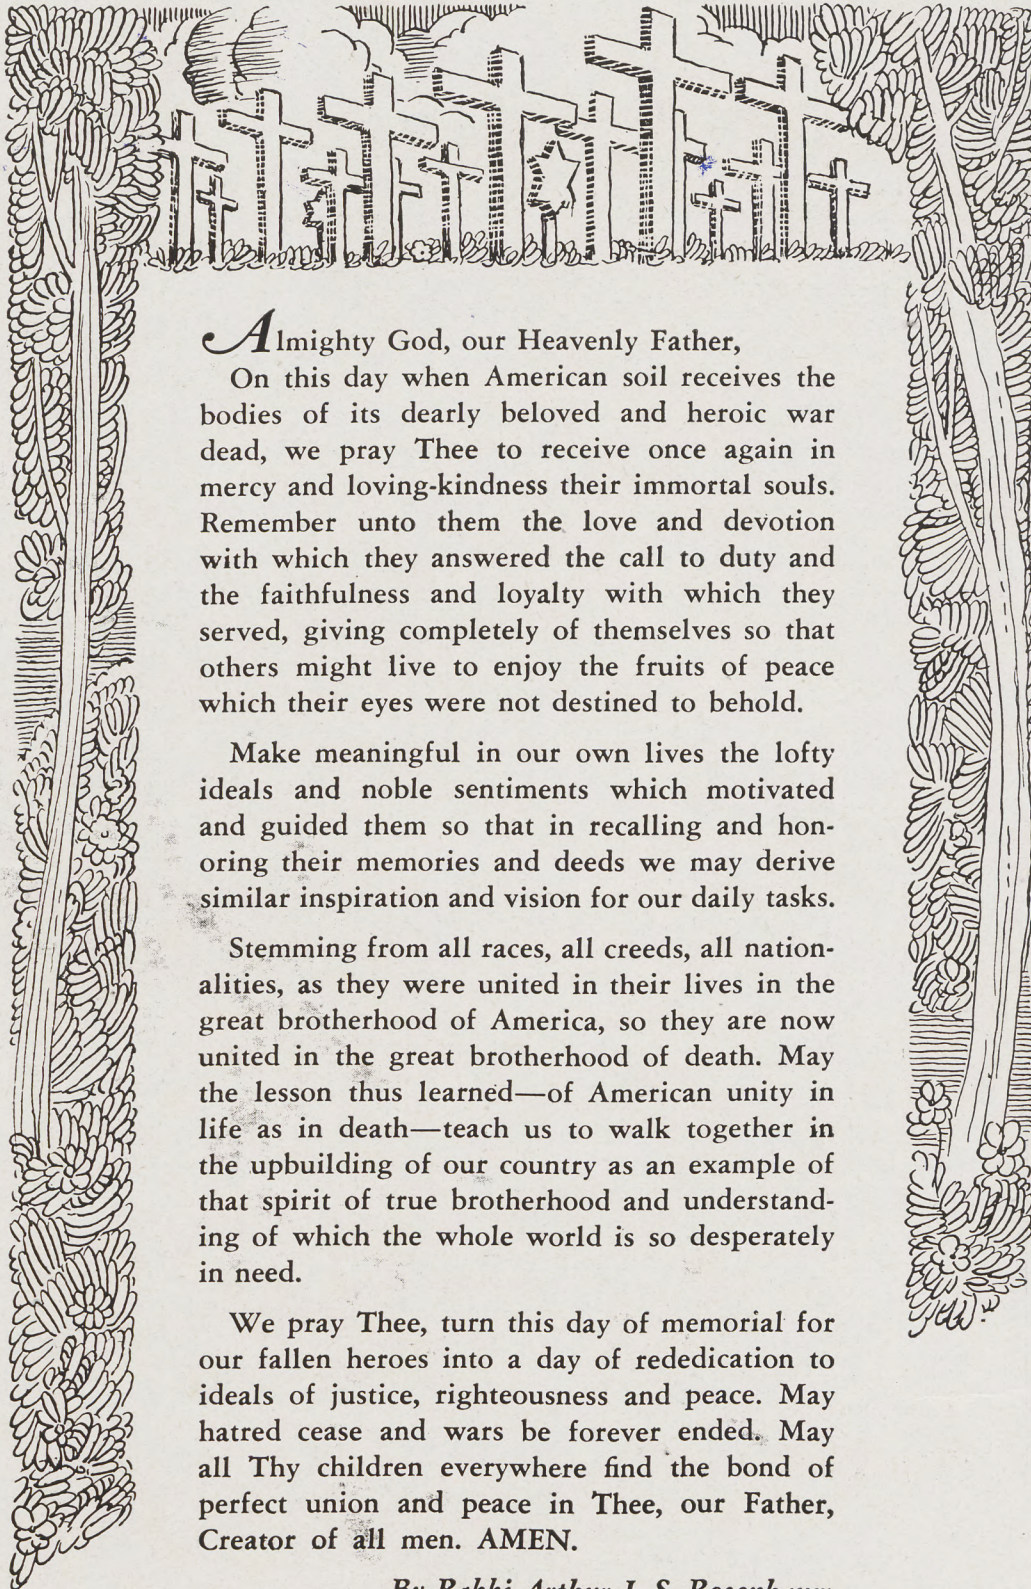 Almighty God, our Heavenly Father,
On this day when American soil receives the
bodies of its dearly beloved and heroic war
dead, we pray Thee to receive once again in
mercy and loving-kindness their immortal souls.
Remember unto them the love and devotion
with which they answered the call to duty and
the faithfulness and loyalty with which they
served, giving completely of themselves so that
others might live to enjoy the fruits of peace
which their eyes were not destined to behold.
Make meaningful in our own lives the lofty
ideals and noble sentiments which motivated
and guided them so that in recalling and hon-
oring their memories and deeds we may derive
similar inspiration and vision for our daily tasks.
Stemming from all races, all creeds, all nation-
alities, as they were united in their lives in the
great brotherhood of America, so they are now
united in the great brotherhood of death. May
the lesson thus learned—of American unity in
life as in death—teach us to walk together in
the upbuilding of our country as an example of
that spirit of true brotherhood and understand-
ing of which the whole world is so desperately
in need.
We pray Thee, turn this day of memorial for
our fallen heroes into a day of rededication to
ideals of justice, righteousness and peace. May
hatred cease and wars be forever ended. May
all Thy children everywhere find the bond of
perfect union and peace in Thee, our Father,
Creator of all men. AMEN.
By Rabbi Arthur J. S.